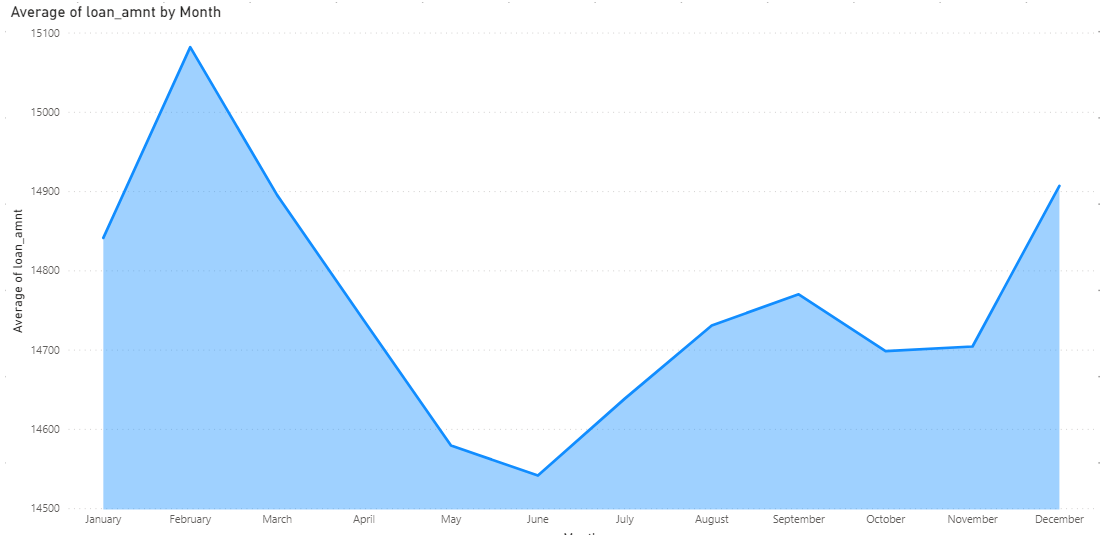 Average of loan_amnt by Month
15100
15000
14900
14800
14700
14600
14500
Average of loan_amnt
January February March April May June July August September October November December